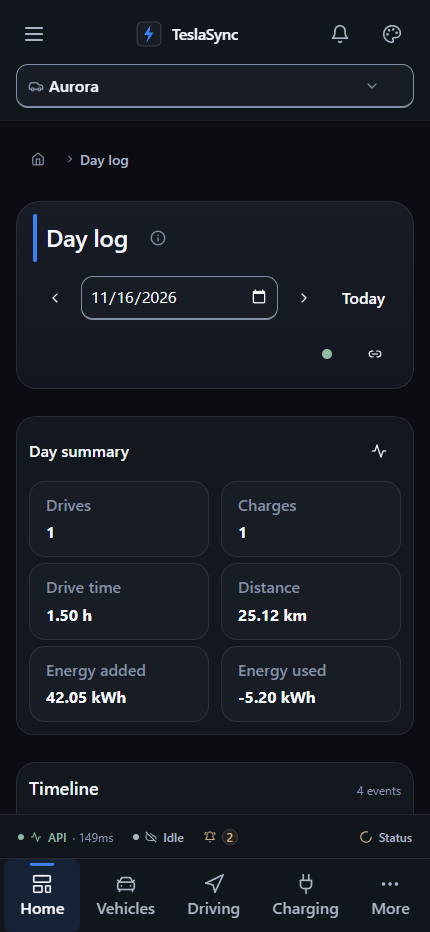 TeslaSync
Aurora
Day log
Day log
11/16/2026
Today
Day summary
Drives
1
Charges
1
Drive time
1.50 h
Distance
25.12 km
Energy added
42.05 kWh
Energy used
-5.20 kWh
Timeline
4 events
API · 149ms
Idle
2
Status
Home
Vehicles
Driving
Charging
More